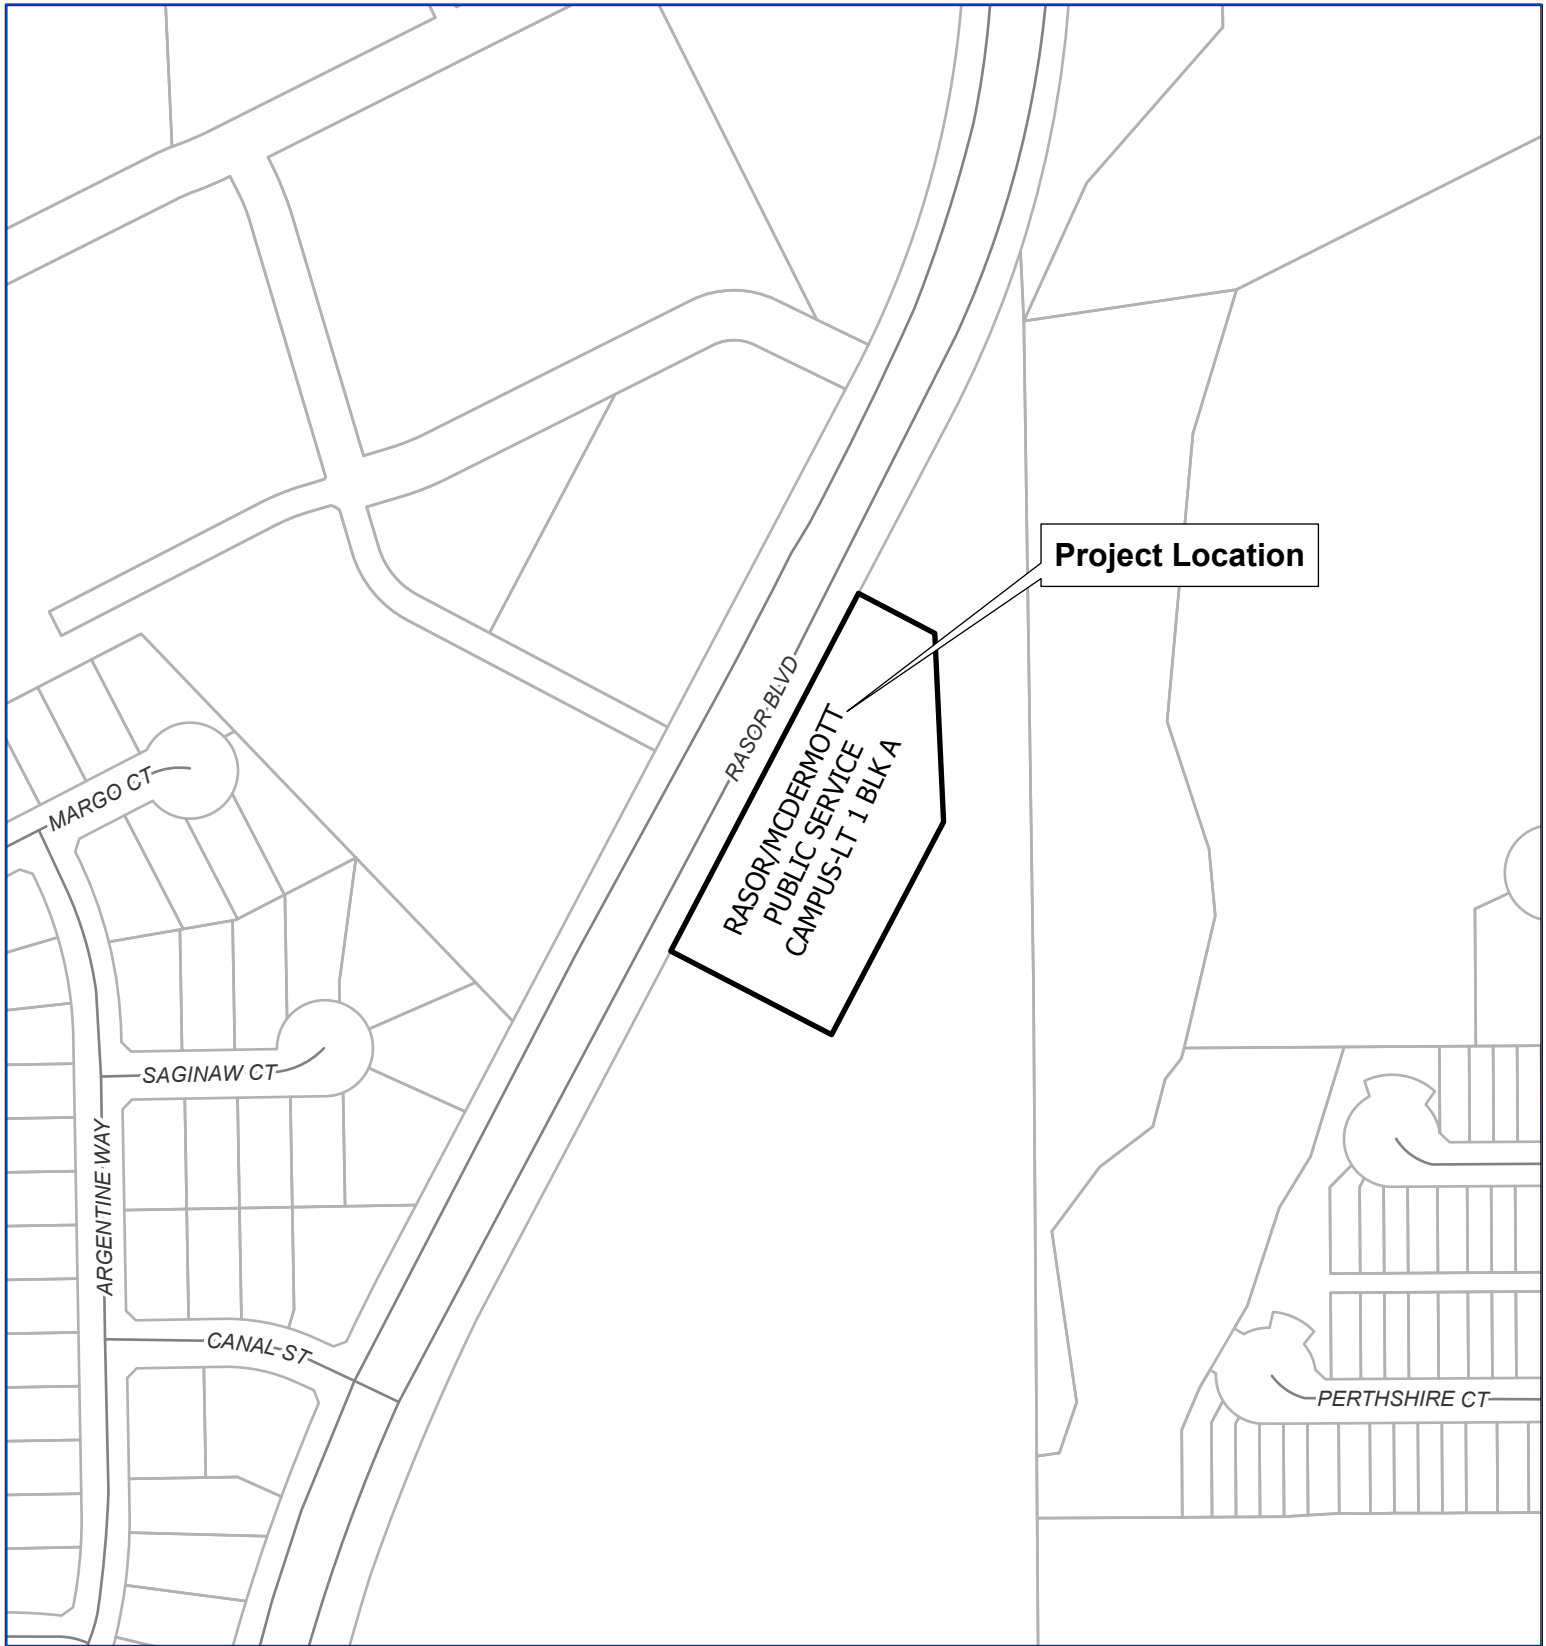 Project Location
RASOR BLVD
RASOR/MCDERMOTT
PUBLIC SERVICE
CAMPUS-LT 1 BLK A
MARGO CT
SAGINAW CT
ARGENTINE WAY
CANAL ST
PERTHSHIRE CT